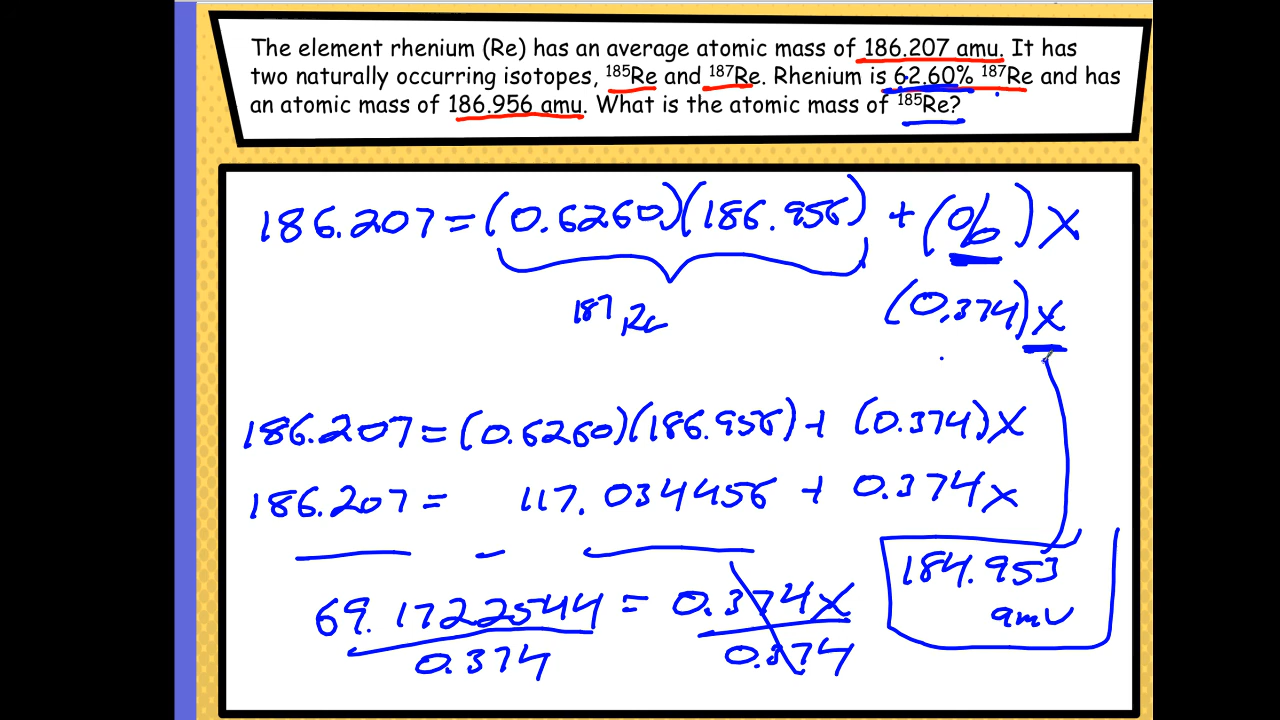 The element rhenium (Re) has an average atomic mass of 186.207 amu. It has
two naturally occurring isotopes, ¹⁸⁵Re and ¹⁸⁷Re. Rhenium is 62.60% ¹⁸⁷Re and has
an atomic mass of 186.956 amu. What is the atomic mass of ¹⁸⁵Re?
186.207 = (0.6260)(186.956) + (%)X
¹⁸⁷Re
(0.374)X
186.207 = (0.6260)(186.956) + (0.374)X
186.207 = 117.034456 + 0.374X
69.1722544 = 0.374X
0.374 0.374
184.953
amu